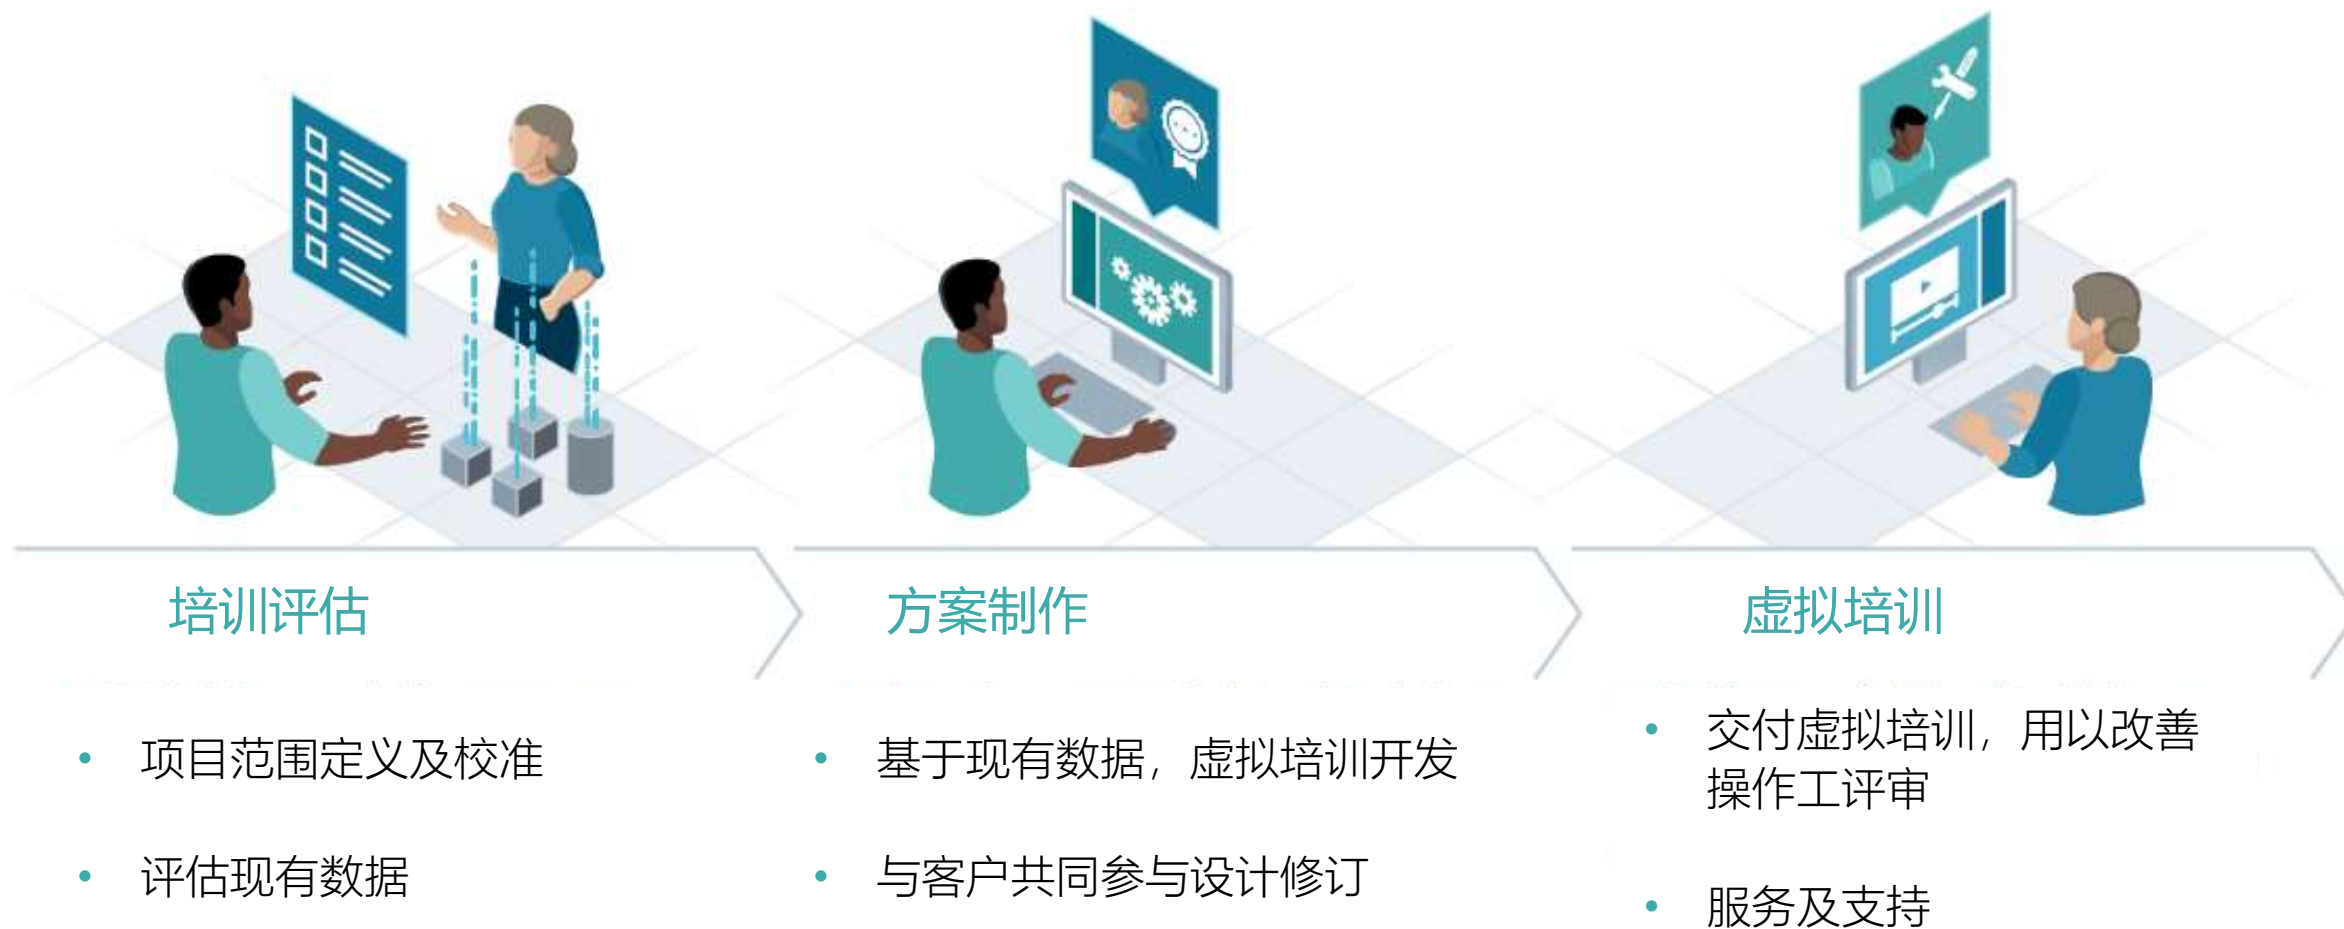 培训评估
项目范围定义及校准
评估现有数据
方案制作
基于现有数据，虚拟培训开发
与客户共同参与设计修订
虚拟培训
交付虚拟培训，用以改善
操作工评审
服务及支持